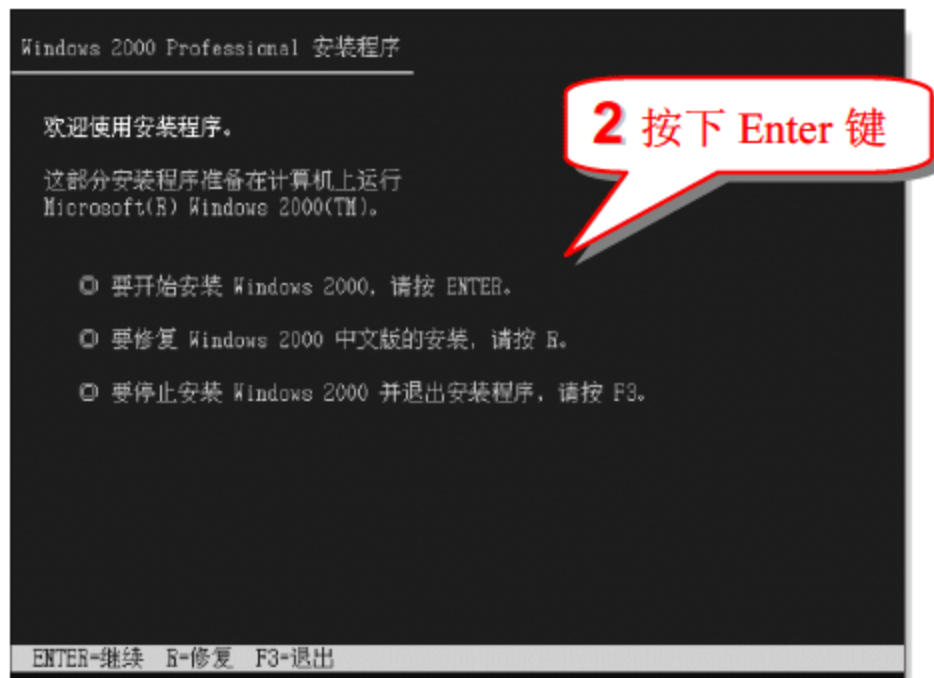 Windows 2000 Professional 安装程序
2 按下 Enter 键
欢迎使用安装程序。
这部分安装程序准备在计算机上运行
Microsoft(R) Windows 2000(TM)。
◎ 要开始安装 Windows 2000, 请按 ENTER。
◎ 要修复 Windows 2000 中文版的安装, 请按 R。
◎ 要停止安装 Windows 2000 并退出安装程序, 请按 F3。
ENTER=继续 R=修复 F3=退出